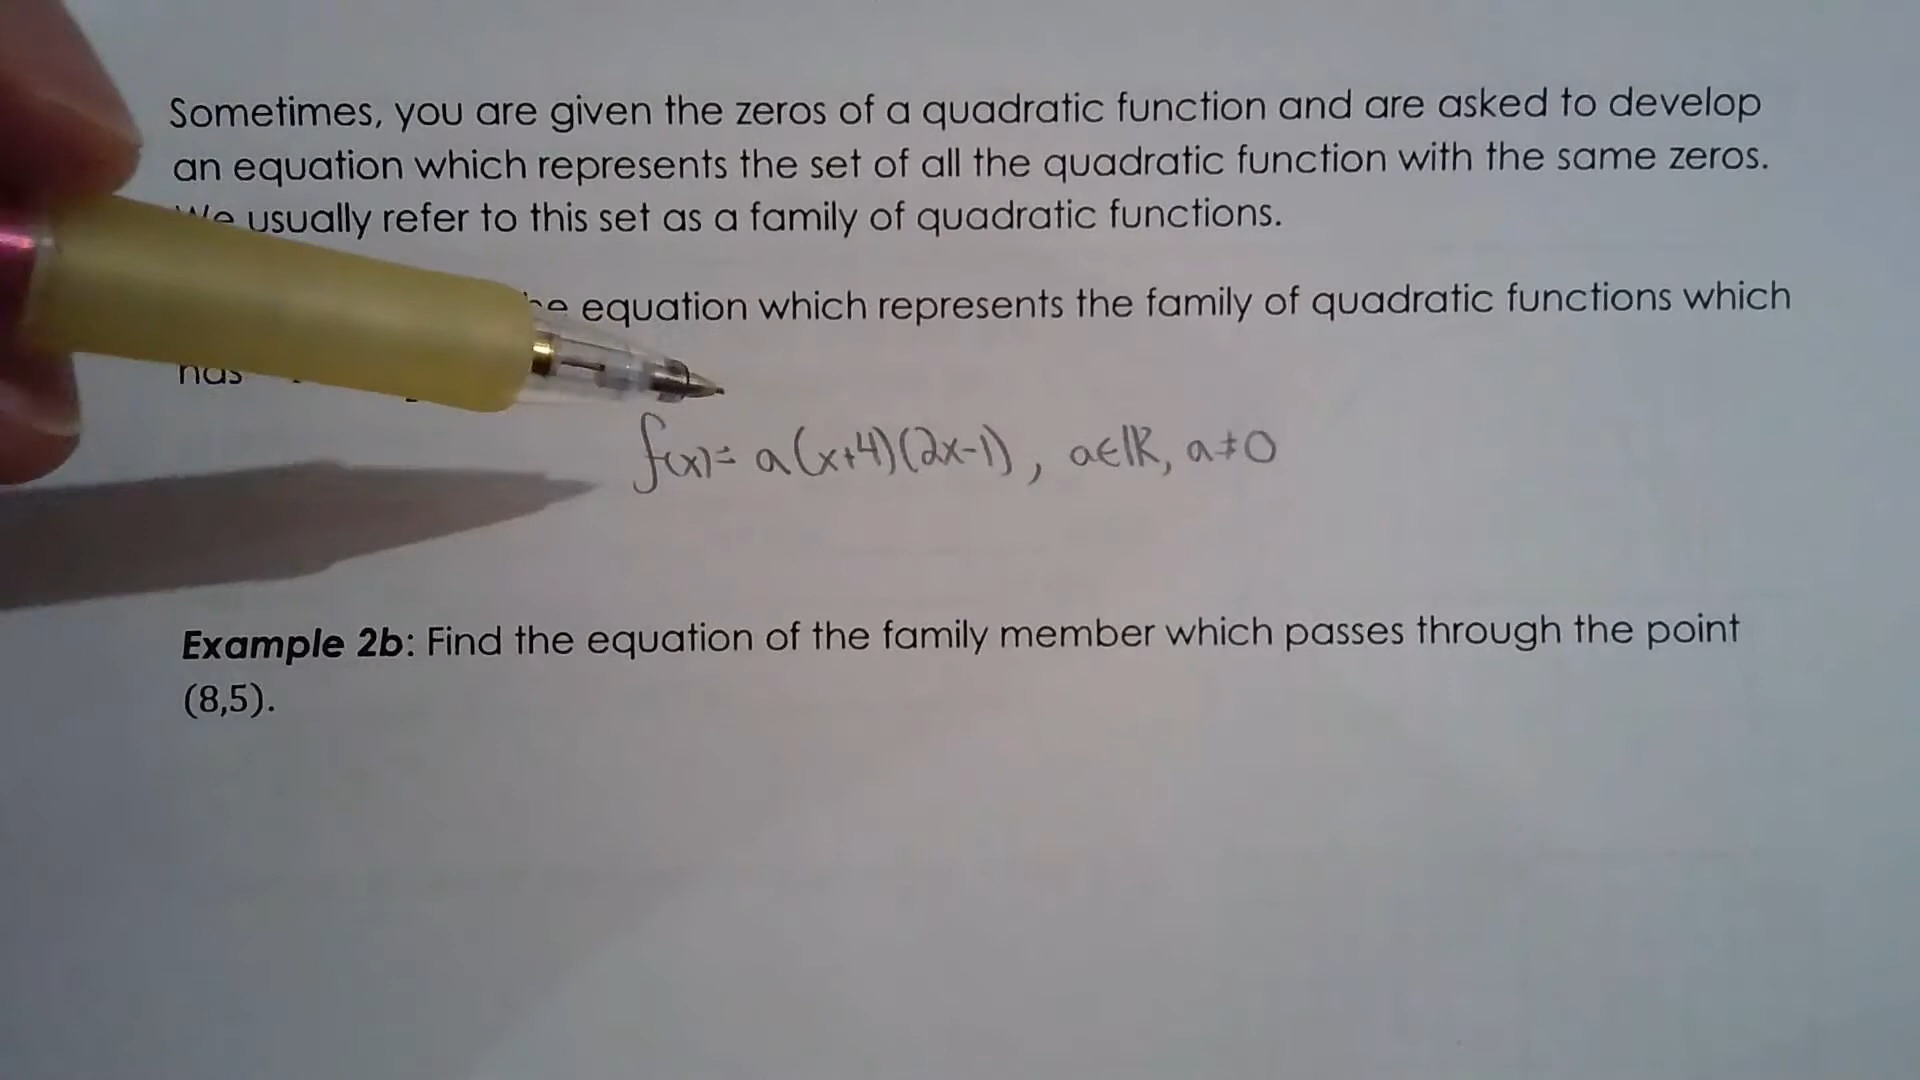 Sometimes, you are given the zeros of a quadratic function and are asked to develop
an equation which represents the set of all the quadratic function with the same zeros.
We usually refer to this set as a family of quadratic functions.
equation which represents the family of quadratic functions which
has
f(x)= a(x+4)(2x-1), a∈ℝ, a≠0
Example 2b: Find the equation of the family member which passes through the point
(8,5).